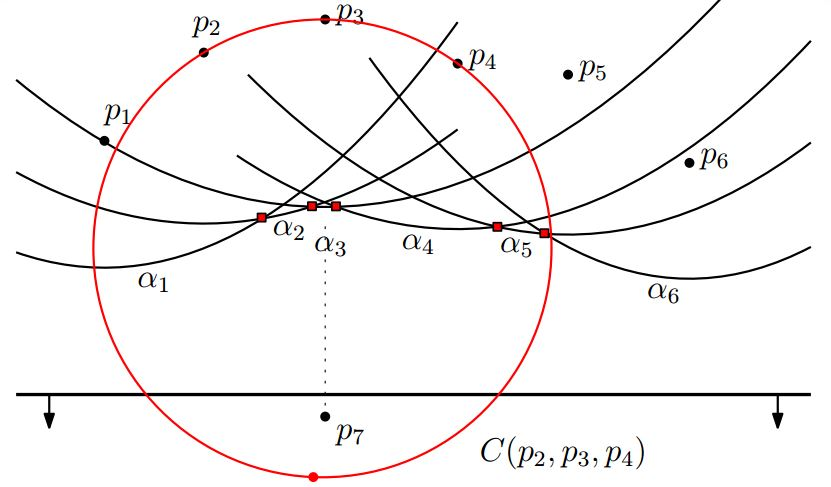 p₃
p₂
p₄
p₅
p₁
p₆
α₂
α₃
α₄
α₅
α₁
α₆
p₇
C(p₂, p₃, p₄)